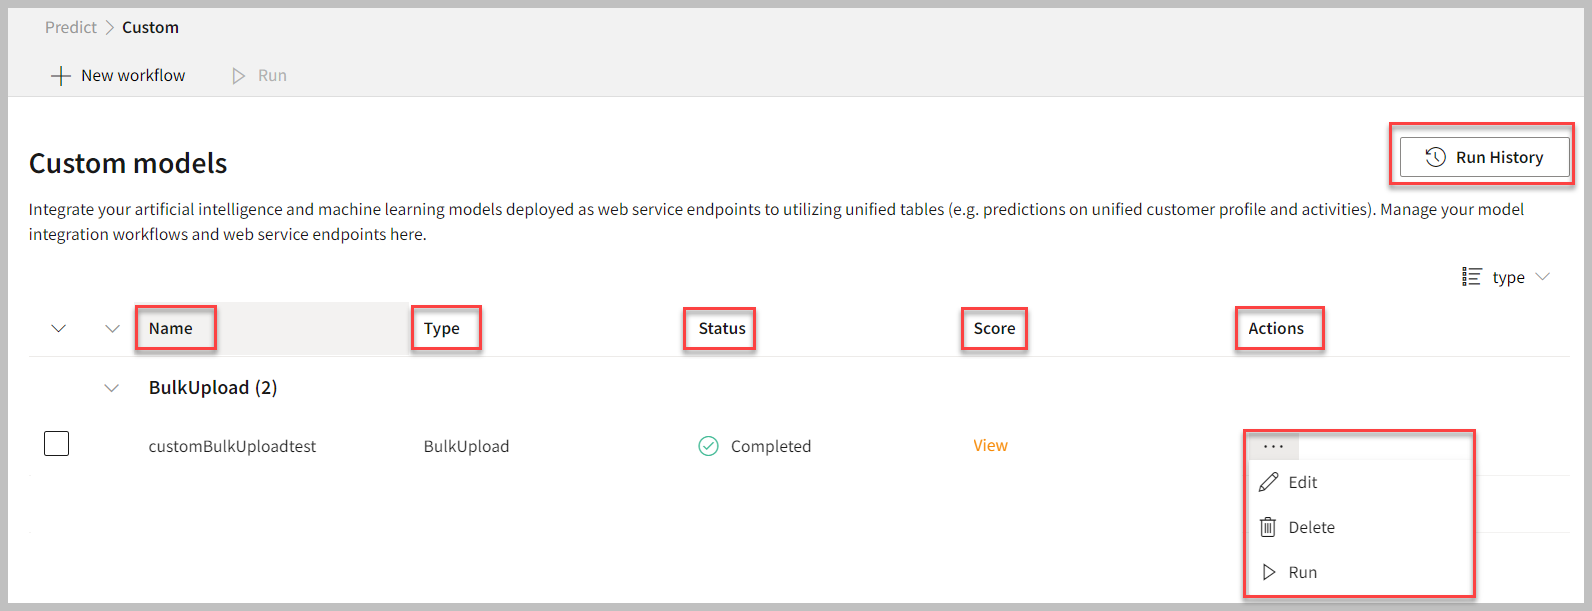 Predict > Custom
New workflow Run
Custom models
Run History
Integrate your artificial intelligence and machine learning models deployed as web service endpoints to utilizing unified tables (e.g. predictions on unified customer profile and activities). Manage your model
integration workflows and web service endpoints here.
type
Name Type Status Score Actions
BulkUpload (2)
customBulkUploadtest BulkUpload Completed View ...
Edit
Delete
Run